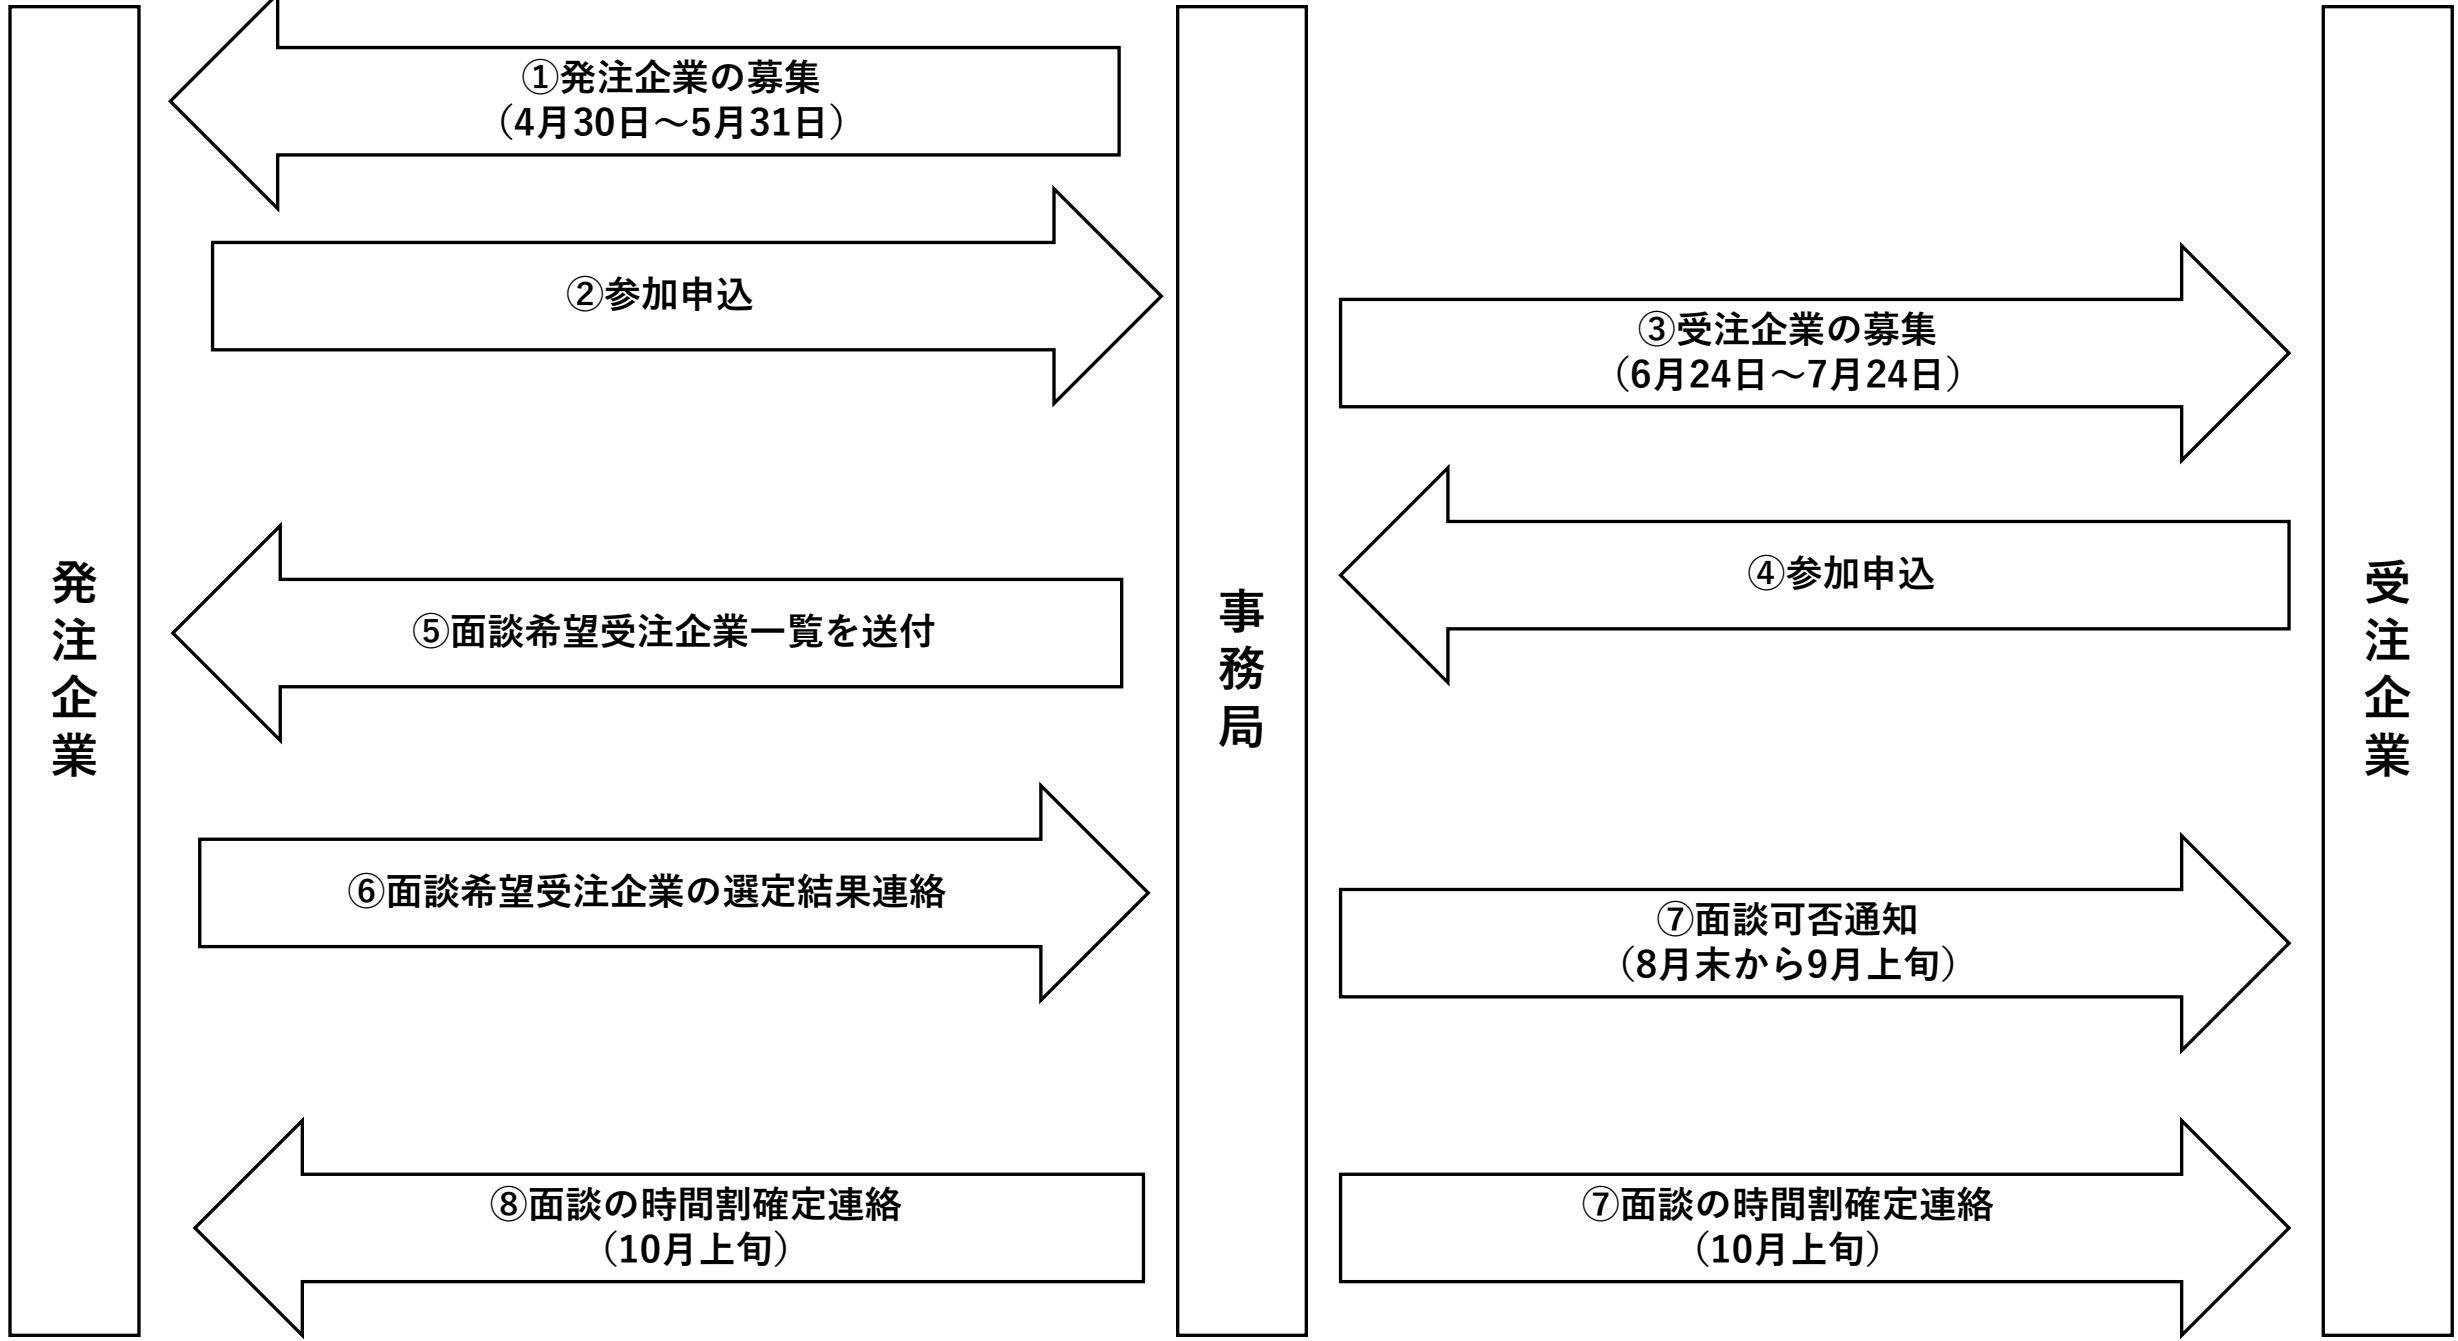 ①発注企業の募集
（4月30日～5月31日）
②参加申込
③受注企業の募集
（6月24日～7月24日）
④参加申込
発注企業
事務局
受注企業
⑤面談希望受注企業一覧を送付
⑥面談希望受注企業の選定結果連絡
⑦面談可否通知
（8月末から9月上旬）
⑧面談の時間割確定連絡
（10月上旬）
⑦面談の時間割確定連絡
（10月上旬）